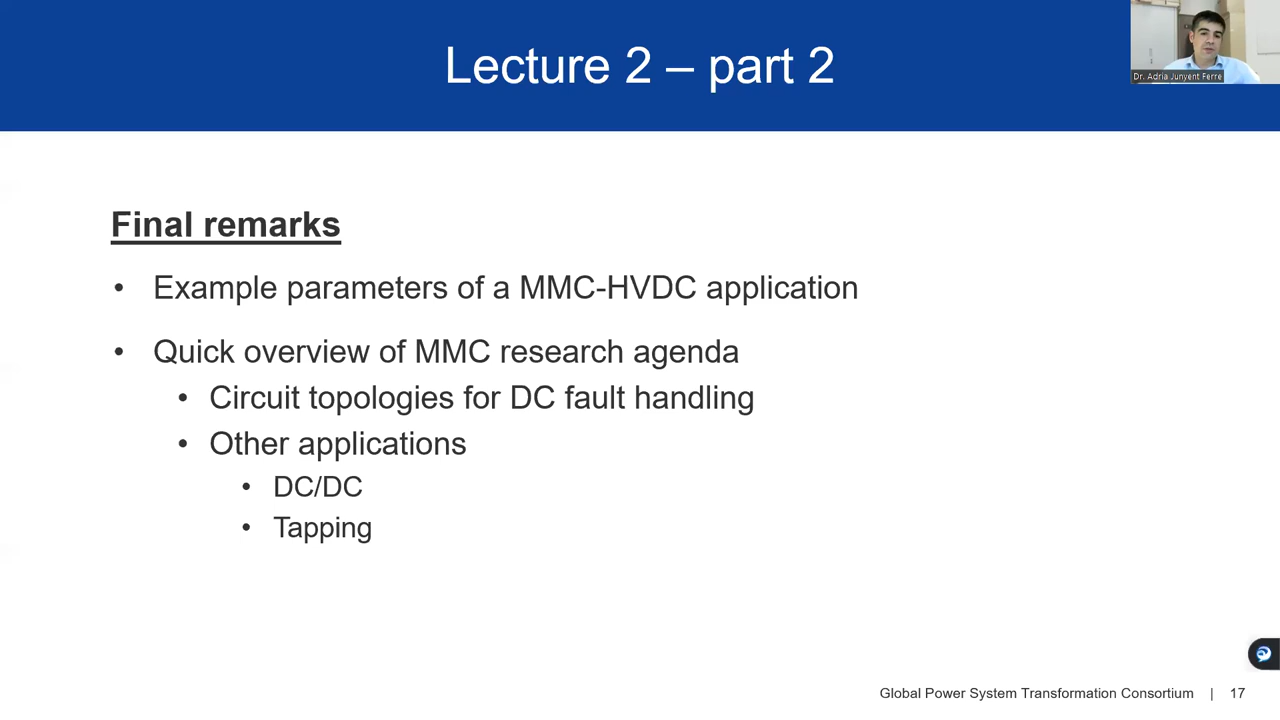 Lecture 2 – part 2
Dr. Adria Junyent Ferre
Final remarks
• Example parameters of a MMC-HVDC application
• Quick overview of MMC research agenda
• Circuit topologies for DC fault handling
• Other applications
• DC/DC
• Tapping
Global Power System Transformation Consortium | 17